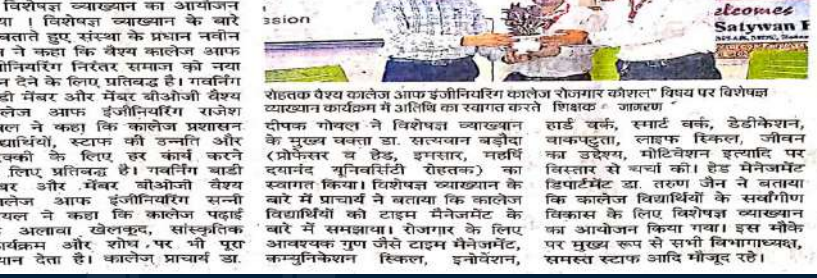 विशेषज्ञ व्याख्यान का आयोजन
या । विशेषज्ञ व्याख्यान के बारे
बताते हुए संस्था के प्रधान नवीन
न ने कहा कि वैश्य कालेज आफ
नियरिंग निरंतर समाज को नया
न देने के लिए प्रतिबद्ध है। गवर्निंग
डी मेंबर और मेंबर बीओजी वैश्य
लेज आफ इंजीनियरिंग राजेश
ल ने कहा कि कालेज प्रशासन
द्यार्थियों, स्टाफ की उन्नति और
क्की के लिए हर कार्य करने
लिए प्रतिबद्ध है। गवर्निंग बाडी
बर और मेंबर बीओजी वैश्य
लेज आफ इंजीनियरिंग सन्नी
यल ने कहा कि कालेज पढ़ाई
अलावा खेलकूद, सांस्कृतिक
र्यक्रम और शोध पर भी पूरा
यान देता है। कालेज प्राचार्य डा.
ssion
elcomes
Satywan
रोहतक वैश्य कालेज आफ इंजीनियरिंग कालेज रोजगार कौशल" विषय पर विशेषज्ञ
व्याख्यान कार्यक्रम में अतिथि का स्वागत करते शिक्षक ॰ जागरण
दीपक गोयल ने विशेषज्ञ व्याख्यान
के मुख्य वक्ता डा. सत्यवान बड़ौदा
(प्रोफेसर व हेड, इमसार, महर्षि
दयानंद यूनिवर्सिटी रोहतक) का
स्वागत किया। विशेषज्ञ व्याख्यान के
बारे में प्राचार्य ने बताया कि कालेज
विद्यार्थियों को टाइम मैनेजमेंट के
बारे में समझाया। रोजगार के लिए
आवश्यक गुण जैसे टाइम मैनेजमेंट,
कम्युनिकेशन स्किल, इनोवेशन,
हार्ड वर्क, स्मार्ट वर्क, डेडीकेशन,
वाकपटुता, लाइफ स्किल, जीवन
का उद्देश्य, मोटिवेशन इत्यादि पर
विस्तार से चर्चा की। हेड मैनेजमेंट
डिपार्टमेंट डा. तरुण जैन ने बताया
कि कालेज विद्यार्थियों के सर्वांगीण
विकास के लिए विशेषज्ञ व्याख्यान
का आयोजन किया गया। इस मौके
पर मुख्य रूप से सभी विभागाध्यक्ष,
समस्त स्टाफ आदि मौजूद रहे।